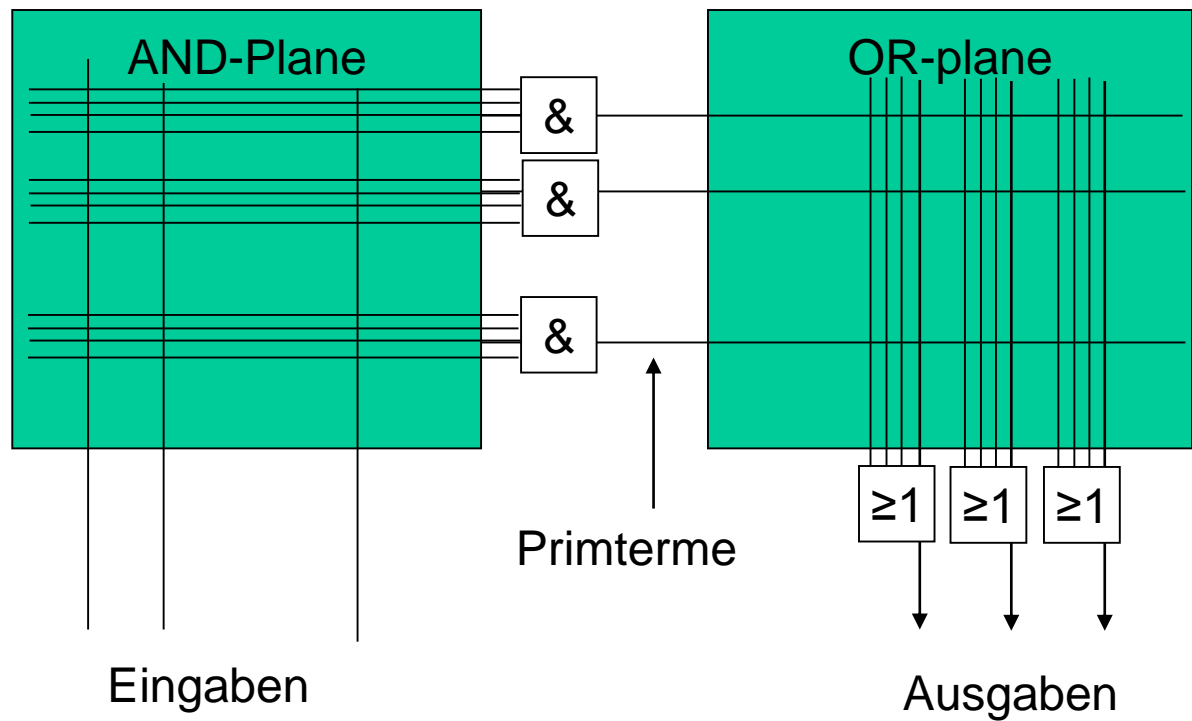 AND-Plane
OR-plane
&
&
&
≥1
≥1
≥1
Primterme
Eingaben
Ausgaben